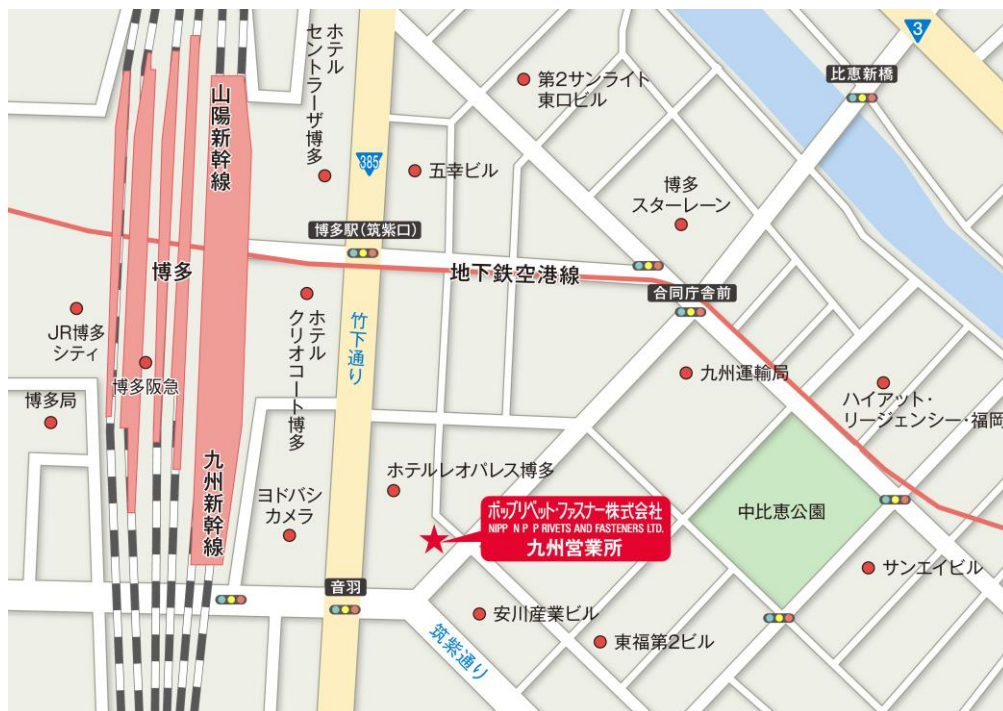 3
比恵新橋
ホテル
セントラーザ博多
第2サンライト
東口ビル
山陽新幹線
385
五幸ビル
博多
スターレーン
博多駅(筑紫口)
博多
地下鉄空港線
合同庁舎前
JR博多
シティ
ホテル
クリオコート博多
竹下通り
博多阪急
九州運輸局
博多局
ハイアット・
リージェンシー・福岡
九州新幹線
ホテルレオパレス博多
ヨドバシ
カメラ
ポップリベット・ファスナー株式会社
NIPP N P P RIVETS AND FASTENERS LTD.
九州営業所
中比恵公園
サンエイビル
音羽
安川産業ビル
筑紫通り
東福第2ビル